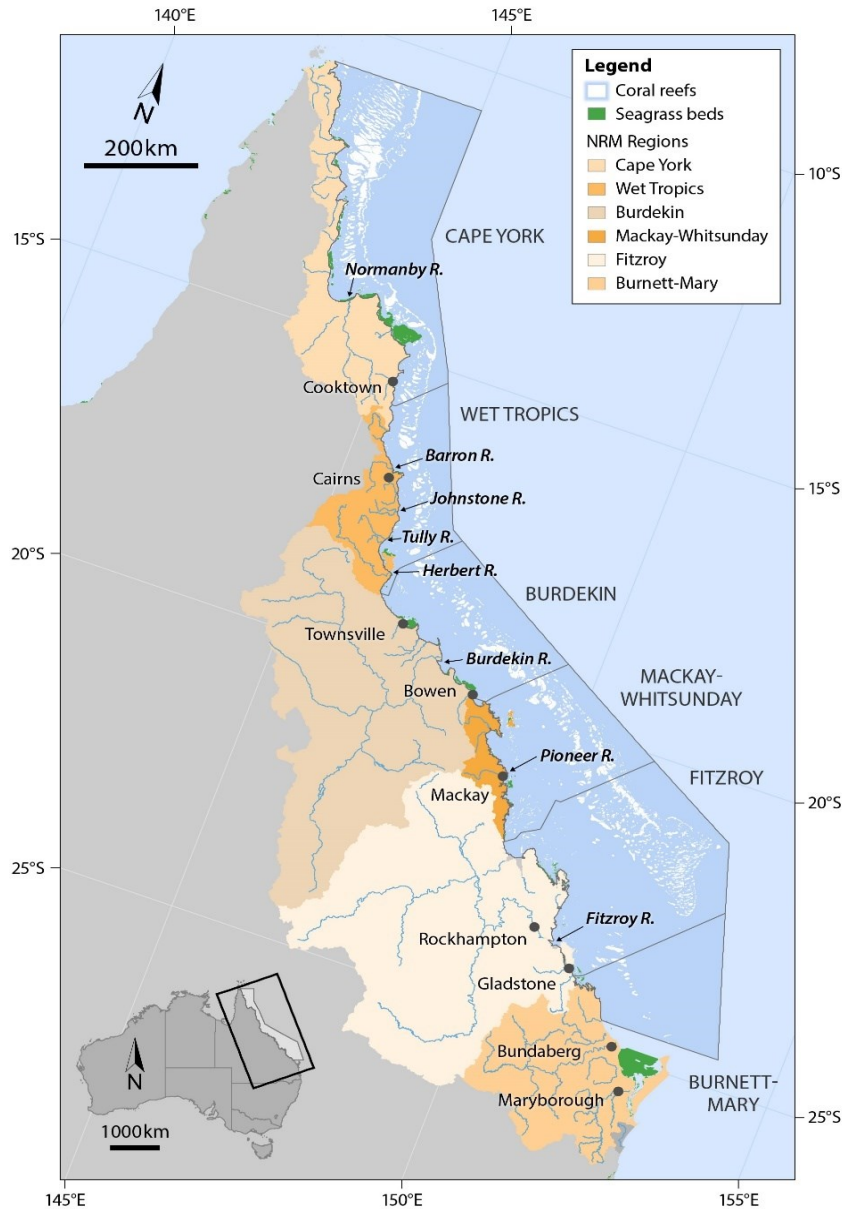 140°E
145°E
N
200km
Legend
Coral reefs
Seagrass beds
NRM Regions
Cape York
Wet Tropics
Burdekin
Mackay-Whitsunday
Fitzroy
Burnett-Mary
10°S
15°S
CAPE YORK
Normanby R.
Cooktown
WET TROPICS
Barron R.
Cairns
15°S
Johnstone R.
Tully R.
20°S
Herbert R.
BURDEKIN
Townsville
Burdekin R.
MACKAY-
WHITSUNDAY
Bowen
Pioneer R.
FITZROY
Mackay
20°S
25°S
Fitzroy R.
Rockhampton
Gladstone
Bundaberg
N
BURNETT-
MARY
Maryborough
25°S
1000km
145°E
150°E
155°E